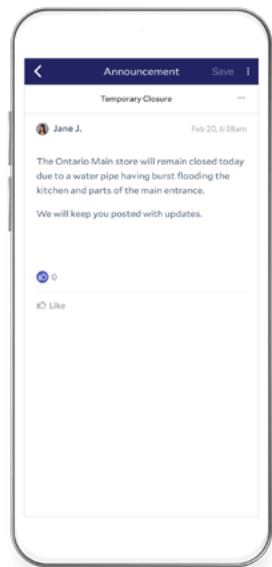 Announcement Save
Temporary Closure
Jane J. Feb 20, 6:38am
The Ontario Main store will remain closed today
due to a water pipe having burst flooding the
kitchen and parts of the main entrance.
We will keep you posted with updates.
0
Like